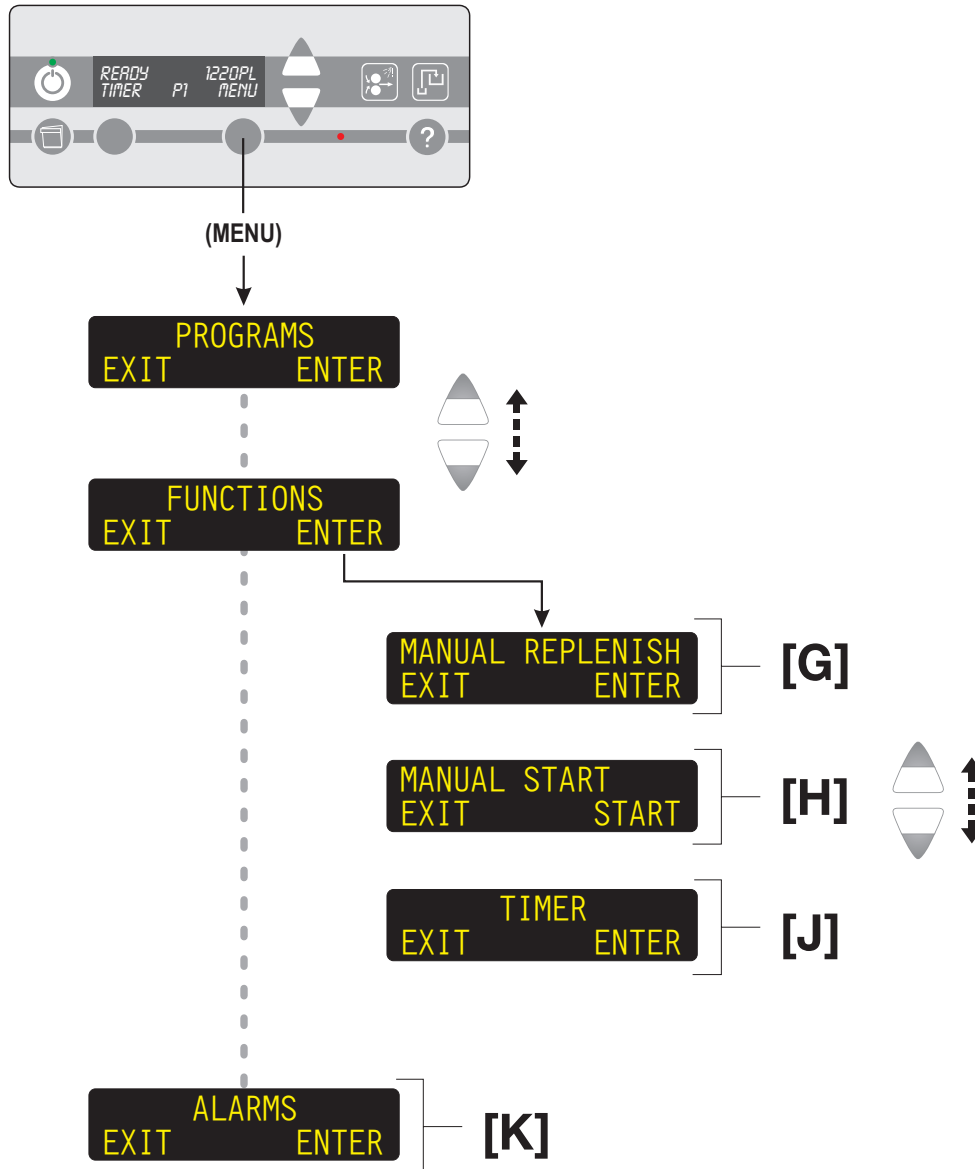 READY 1220PL
TIMER P1 MENU
?
(MENU)
PROGRAMS
EXIT ENTER
FUNCTIONS
EXIT ENTER
MANUAL REPLENISH
EXIT ENTER
[G]
MANUAL START
EXIT START
[H]
TIMER
EXIT ENTER
[J]
ALARMS
EXIT ENTER
[K]